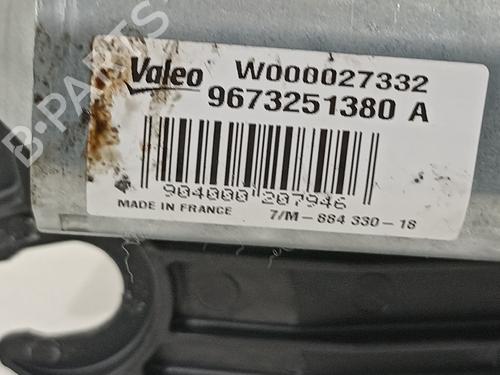 B-PARTS
Valeo W000027332
9673251380 A
904000 207946
MADE IN FRANCE 7/M-884 330-18